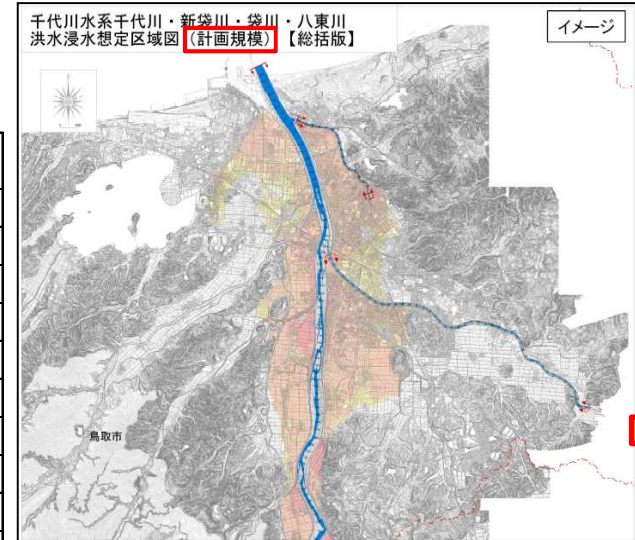 千代川水系千代川・新袋川・袋川・八東川
洪水浸水想定区域図(計画規模)【総括版】
イメージ
鳥取市